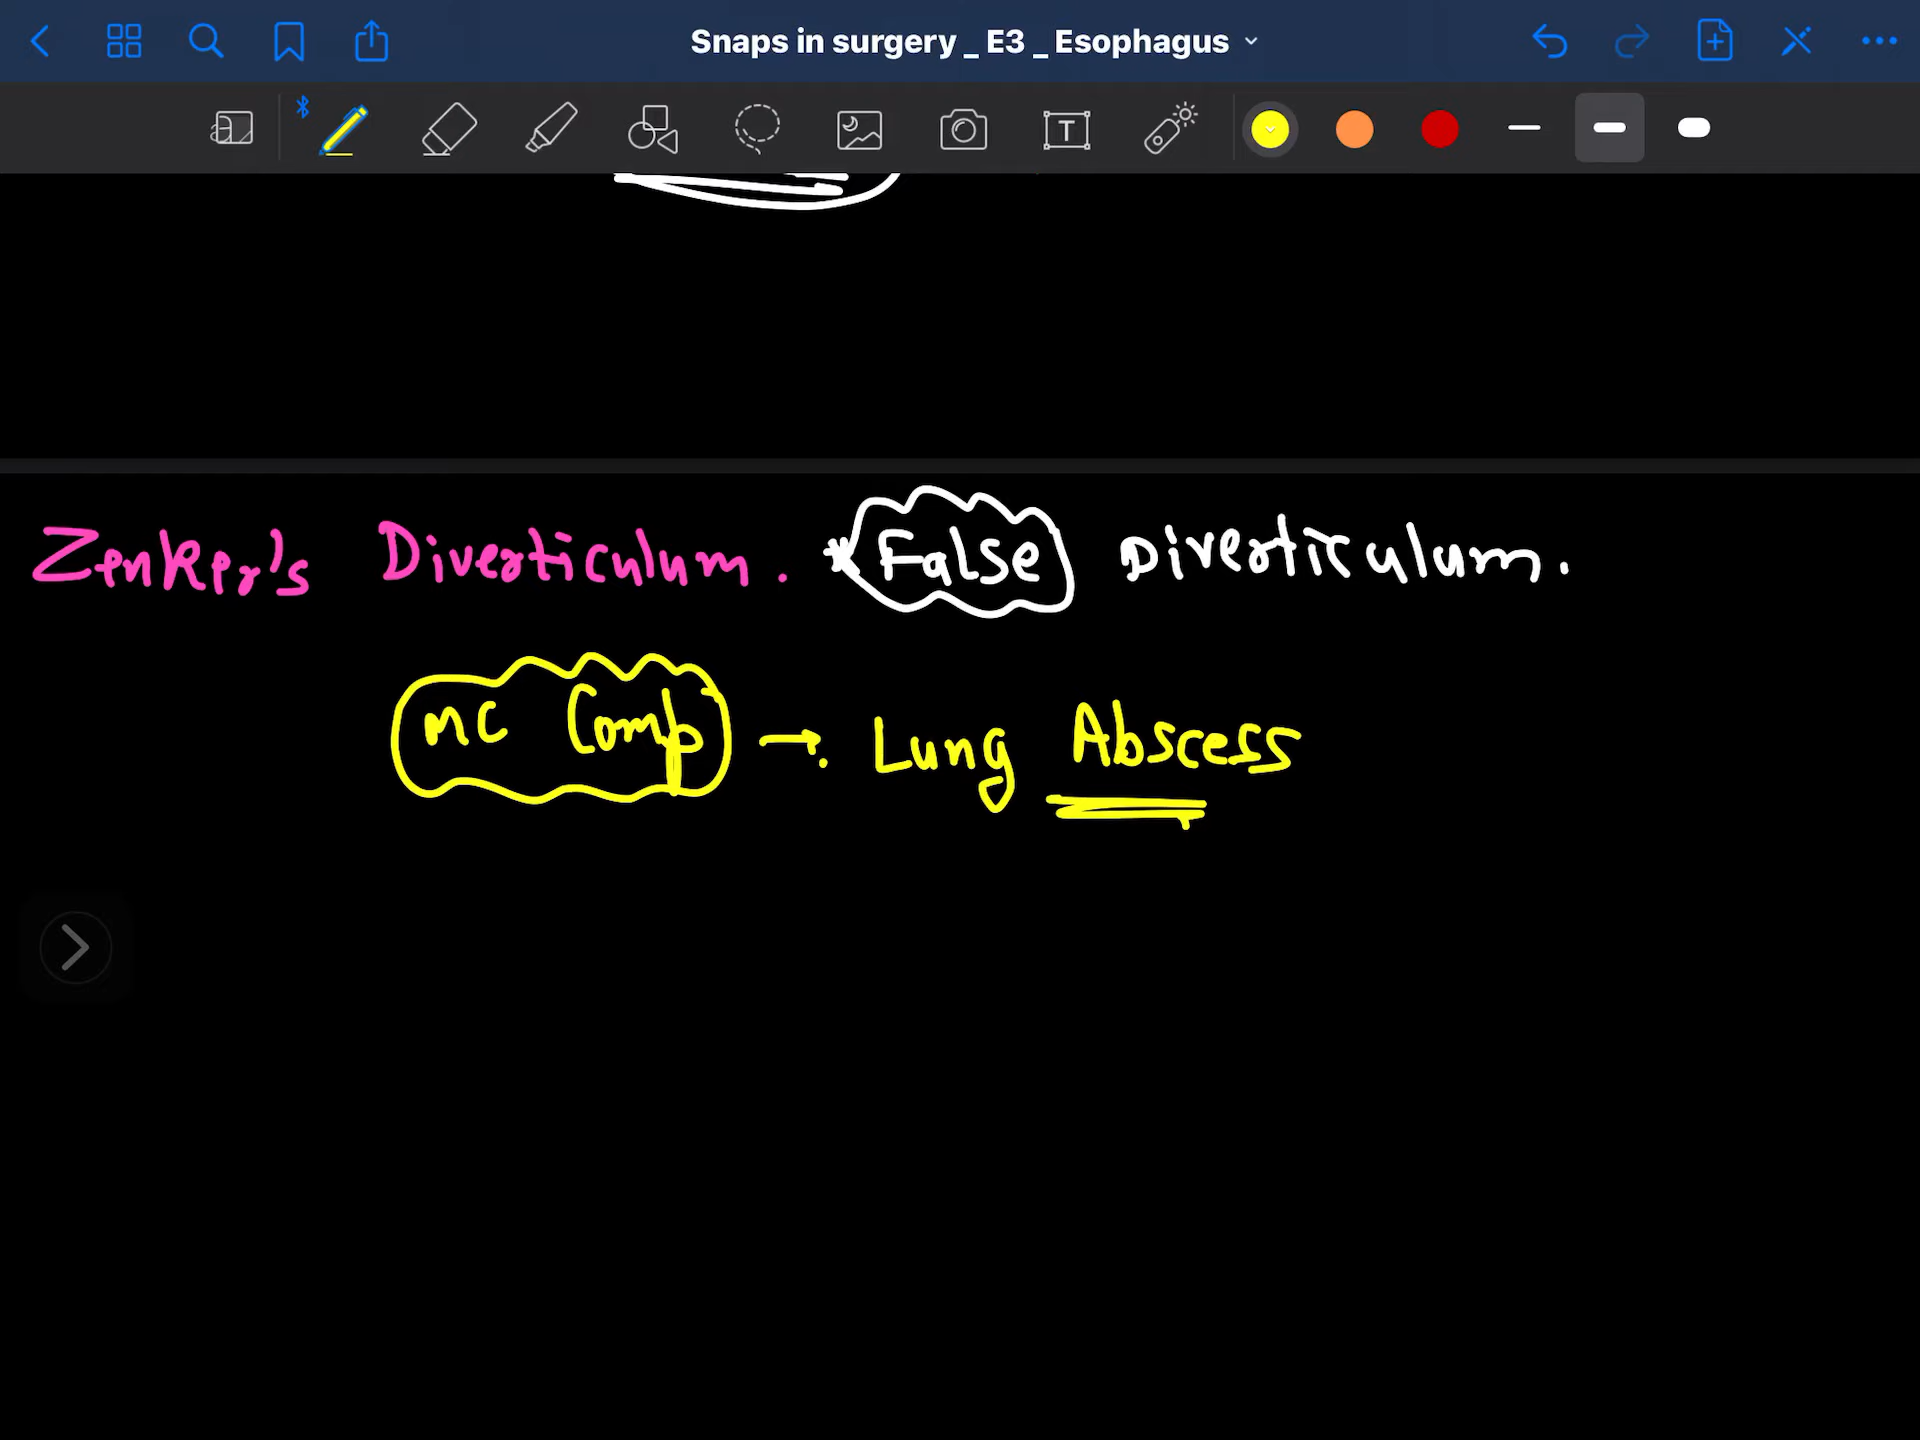 Snaps in surgery _ E3 _ Esophagus
T
Zenker's Diverticulum. * False Diverticulum.
MC Comp → Lung Abscess